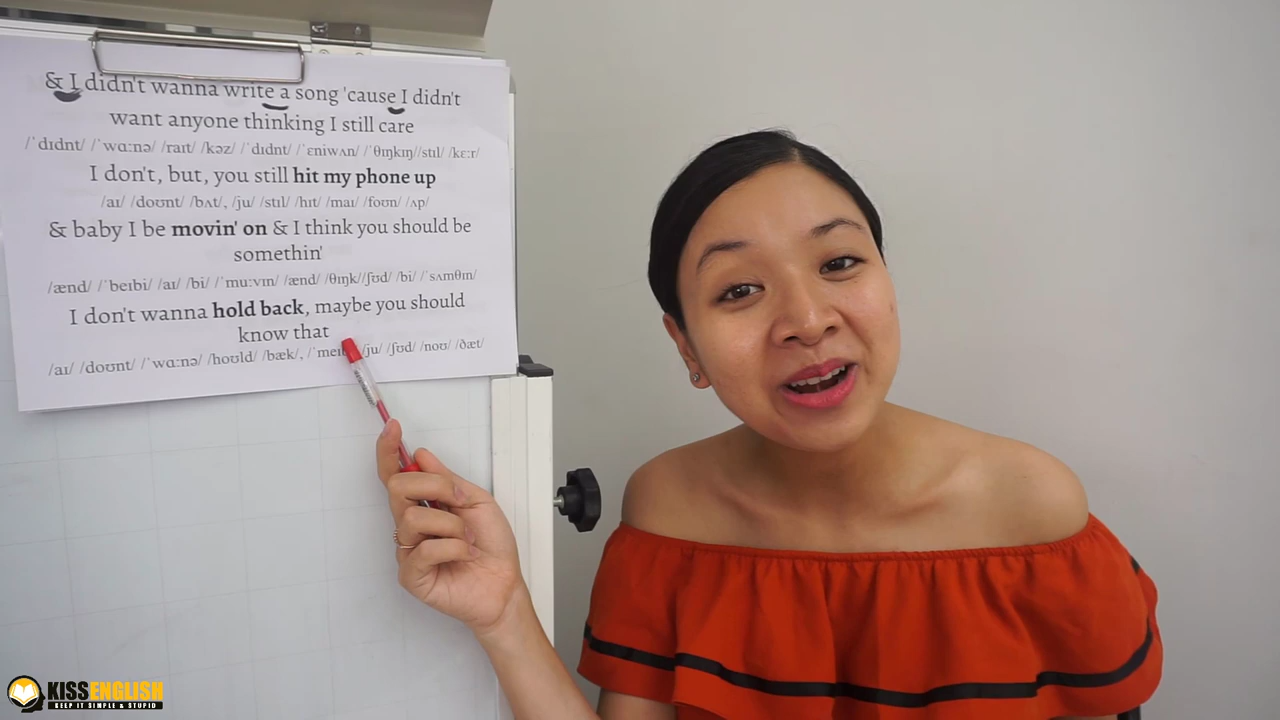 & I didn't wanna write a song 'cause I didn't
want anyone thinking I still care
/ˈdɪdnt/ /ˈwɑːnə/ /raɪt/ /kəz/ /ˈdɪdnt/ /ˈɛniwʌn/ /ˈθɪŋkɪŋ//stɪl/ /kɛːr/
I don't, but, you still hit my phone up
/aɪ/ /doʊnt/ /bʌt/, /ju/ /stɪl/ /hɪt/ /maɪ/ /foʊn/ /ʌp/
& baby I be movin' on & I think you should be
somethin'
/ænd/ /ˈbeɪbi/ /aɪ/ /bi/ /ˈmuːvɪn/ /ænd/ /θɪŋk//ʃʊd/ /bi/ /ˈsʌmθɪn/
I don't wanna hold back, maybe you should
know that
/aɪ/ /doʊnt/ /ˈwɑːnə/ /hoʊld/ /bæk/, /ju/ /ʃʊd/ /noʊ/ /ðæt/
KISSENGLISH
KEEP IT SIMPLE & STUPID